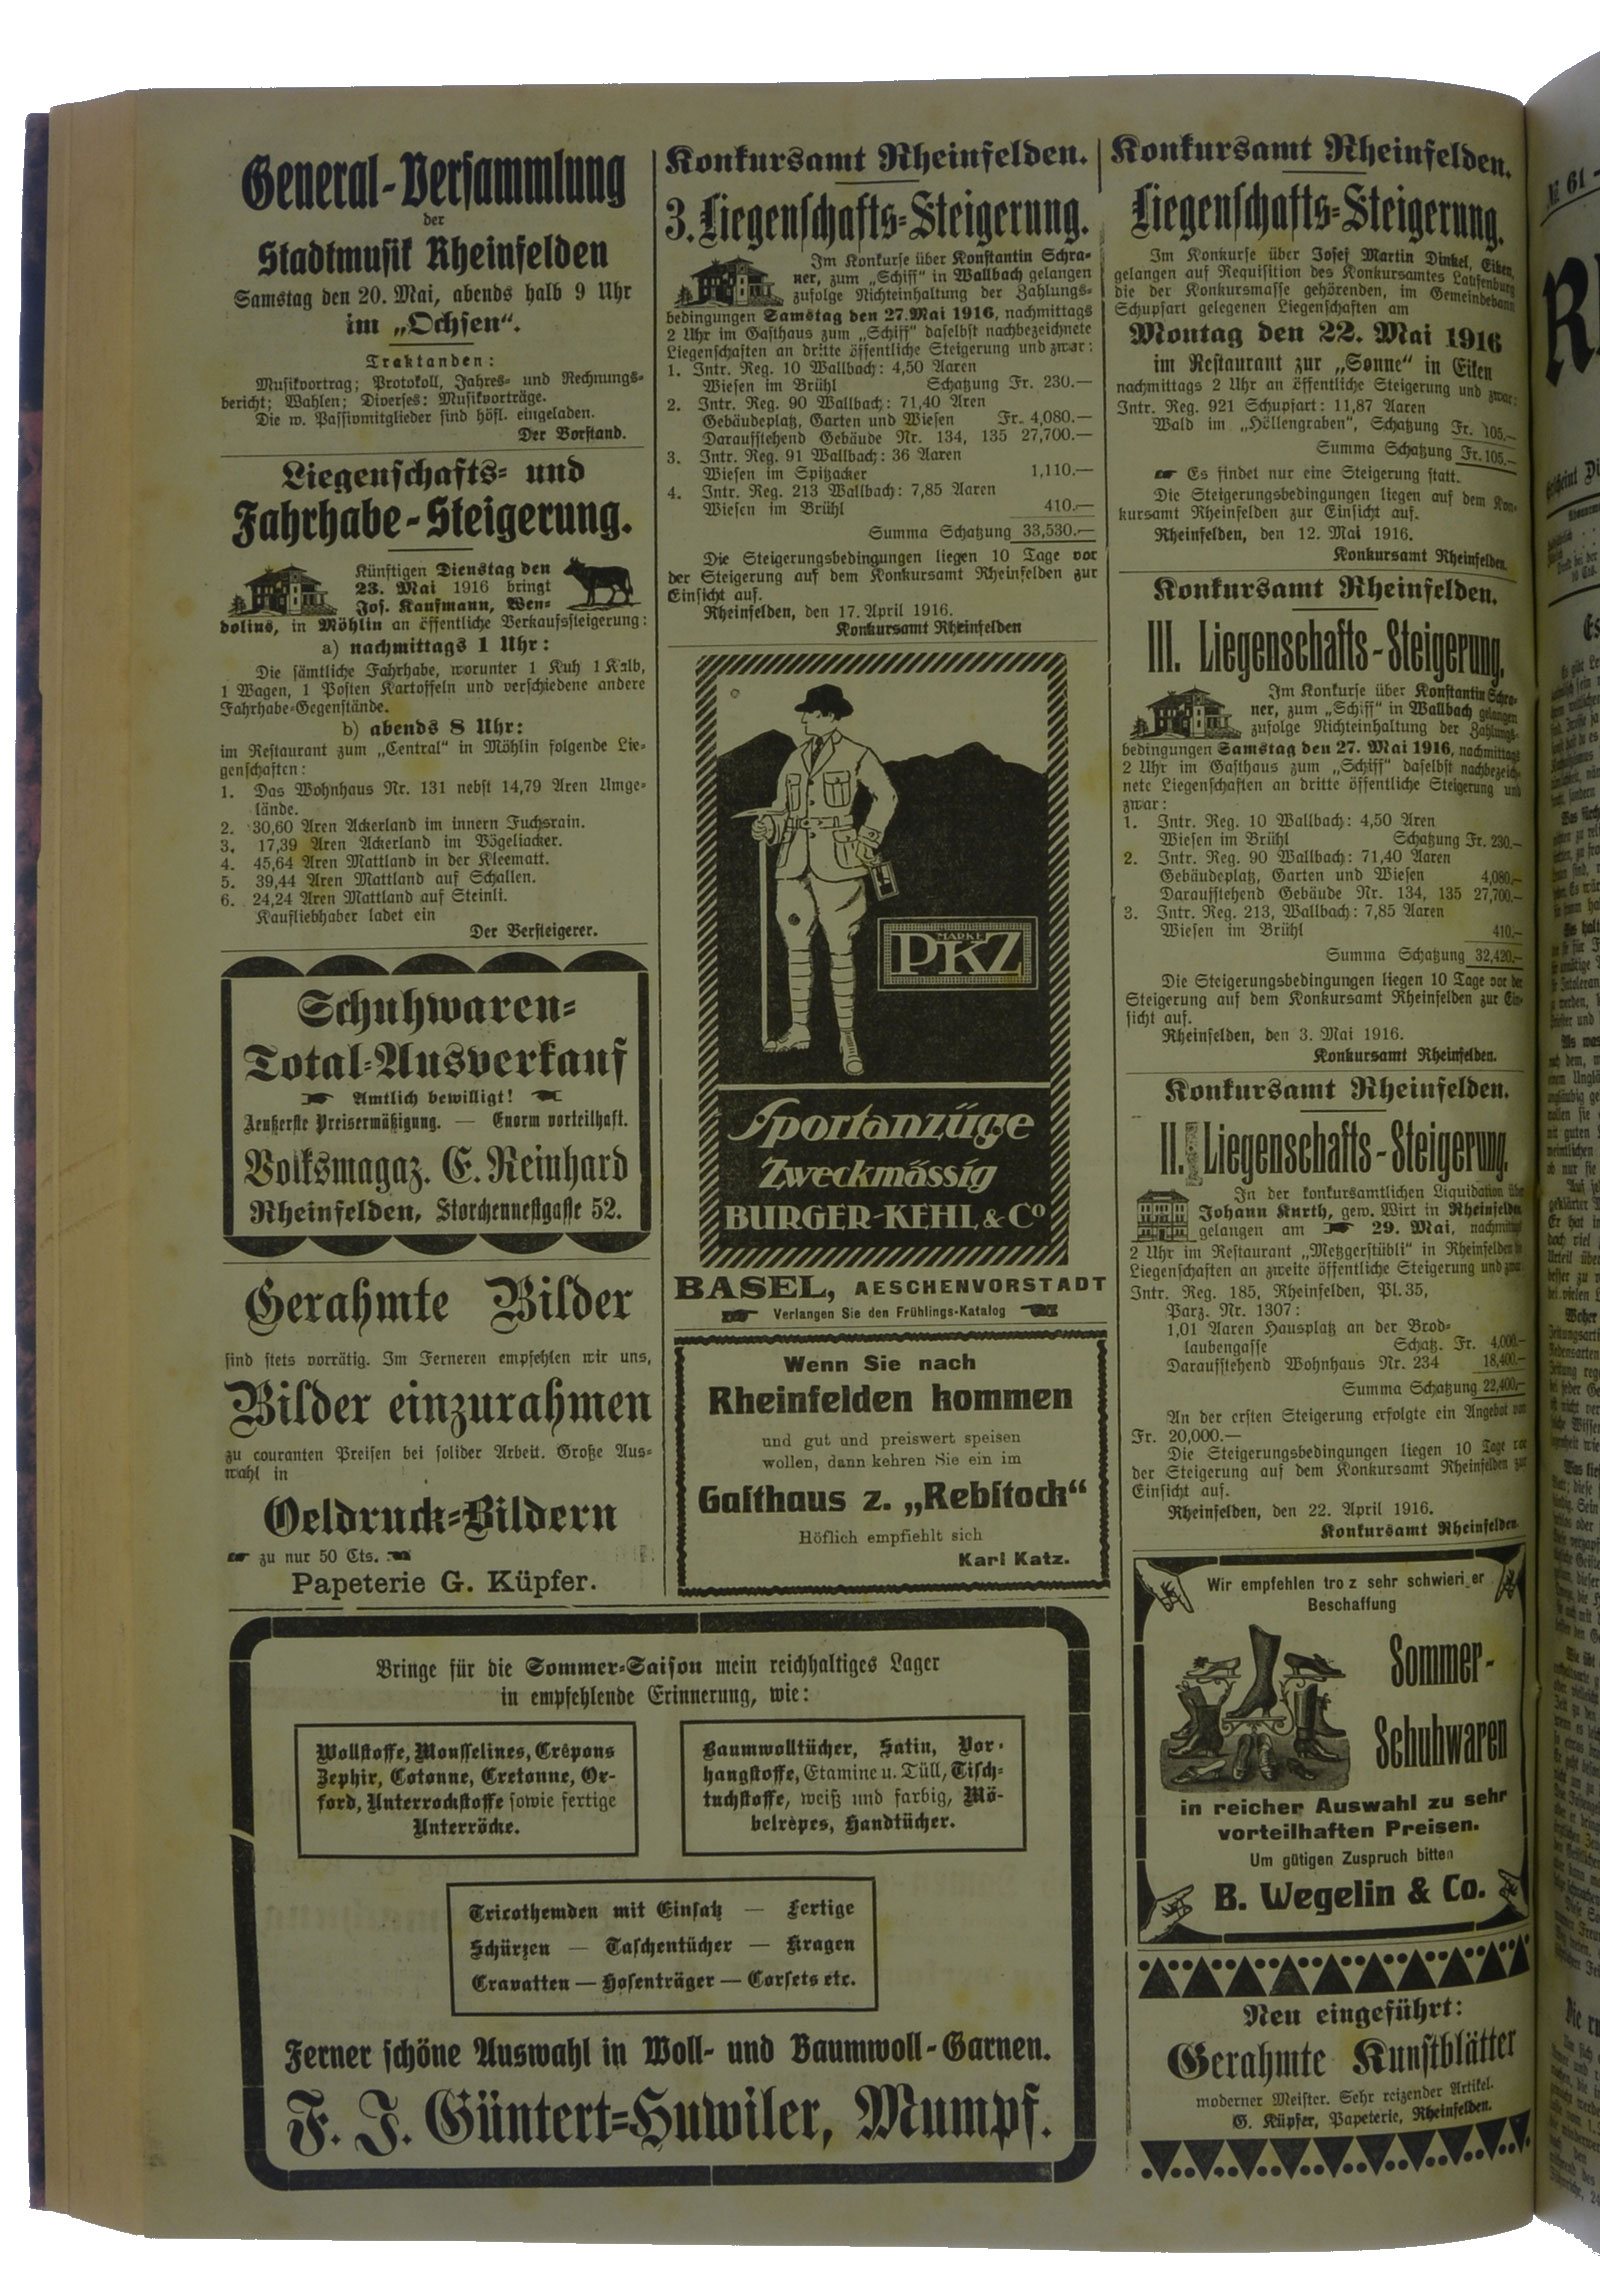 General-Versammlung
der
Stadtmusik Rheinfelden
Samstag den 20. Mai, abends halb 9 Uhr
im „Ochsen“.
Traktanden:
Musikvortrag; Protokoll, Jahres- und Rechnungs-
bericht; Wahlen; Diverses: Musikvorträge.
Die w. Passivmitglieder sind höfl. eingeladen.
Der Vorstand.
Liegenschafts- und
Fahrhabe-Steigerung.
Künftigen Dienstag den
23. Mai 1916 bringt
Jos. Kaufmann, Wen-
dolins, in Möhlin an öffentliche Verkaufssteigerung:
a) nachmittags 1 Uhr:
Die sämtliche Fahrhabe, worunter 1 Kuh 1 Kalb,
1 Wagen, 1 Posten Kartoffeln und verschiedene andere
Fahrhabe-Gegenstände.
b) abends 8 Uhr:
im Restaurant zum „Central“ in Möhlin folgende Lie-
genschaften:
1. Das Wohnhaus Nr. 131 nebst 14,79 Aren Umge-
lände.
2. 30,60 Aren Ackerland im innern Fuchsrain.
3. 17,39 Aren Ackerland im Vögeliacker.
4. 45,64 Aren Mattland in der Kleematt.
5. 39,44 Aren Mattland auf Schallen.
6. 24,24 Aren Mattland auf Steinli.
Kaufliebhaber ladet ein
Der Versteigerer.
Schuhwaren-
Total-Ausverkauf
Amtlich bewilligt!
Aeußerste Preisermäßigung. — Enorm vorteilhaft.
Volksmagaz. E. Reinhard
Rheinfelden, Storchennestgasse 52.
Gerahmte Bilder
sind stets vorrätig. Im Ferneren empfehlen wir uns,
Bilder einzurahmen
zu couranten Preisen bei solider Arbeit. Große Aus-
wahl in
Oeldruck-Bildern
zu nur 50 Cts.
Papeterie G. Küpfer.
Konkursamt Rheinfelden.
3. Liegenschafts-Steigerung.
Im Konkurse über Konstantin Schra-
ner, zum „Schiff“ in Wallbach gelangen
zufolge Nichteinhaltung der Zahlungs-
bedingungen Samstag den 27. Mai 1916, nachmittags
2 Uhr im Gasthaus zum „Schiff“ daselbst nachbezeichnete
Liegenschaften an dritte öffentliche Steigerung und zwar:
1. Intr. Reg. 10 Wallbach: 4,50 Aaren
Wiesen im Brühl Schatzung Fr. 230.—
2. Intr. Reg. 90 Wallbach: 71,40 Aren
Gebäudeplatz, Garten und Wiesen Fr. 4,080.—
Daraufstehend Gebäude Nr. 134, 135 27,700.—
3. Intr. Reg. 91 Wallbach: 36 Aaren
Wiesen im Spitzacker 1,110.—
4. Intr. Reg. 213 Wallbach: 7,85 Aaren
Wiesen im Brühl 410.—
Summa Schatzung 33,530.—
Die Steigerungsbedingungen liegen 10 Tage vor
der Steigerung auf dem Konkursamt Rheinfelden zur
Einsicht auf.
Rheinfelden, den 17. April 1916.
Konkursamt Rheinfelden
MARKE
PKZ
Sportanzüge
Zweckmässig
BURGER-KEHL & Co
BASEL, AESCHENVORSTADT
Verlangen Sie den Frühlings-Katalog
Wenn Sie nach
Rheinfelden kommen
und gut und preiswert speisen
wollen, dann kehren Sie ein im
Gasthaus z. „Rebstock“
Höflich empfiehlt sich
Karl Katz.
Konkursamt Rheinfelden.
Liegenschafts-Steigerung.
Im Konkurse über Josef Martin Dinkel, Eiken,
gelangen auf Requisition des Konkursamtes Laufenburg
die der Konkursmasse gehörenden, im Gemeindebann
Schupfart gelegenen Liegenschaften am
Montag den 22. Mai 1916
im Restaurant zur „Sonne“ in Eiken
nachmittags 2 Uhr an öffentliche Steigerung und zwar:
Intr. Reg. 921 Schupfart: 11,87 Aaren
Wald im „Höllengraben“, Schatzung Fr. 105.—
Summa Schatzung Fr. 105.—
Es findet nur eine Steigerung statt.
Die Steigerungsbedingungen liegen auf dem Kon-
kursamt Rheinfelden zur Einsicht auf.
Rheinfelden, den 12. Mai 1916.
Konkursamt Rheinfelden.
Konkursamt Rheinfelden.
III. Liegenschafts-Steigerung.
Im Konkurse über Konstantin Schra-
ner, zum „Schiff“ in Wallbach gelangen
zufolge Nichteinhaltung der Zahlungs-
bedingungen Samstag den 27. Mai 1916, nachmittags
2 Uhr im Gasthaus zum „Schiff“ daselbst nachbezeich-
nete Liegenschaften an dritte öffentliche Steigerung und
zwar:
1. Intr. Reg. 10 Wallbach: 4,50 Aren
Wiesen im Brühl Schatzung Fr. 230.—
2. Intr. Reg. 90 Wallbach: 71,40 Aaren
Gebäudeplatz, Garten und Wiesen 4,080.—
Daraufstehend Gebäude Nr. 134, 135 27,700.—
3. Intr. Reg. 213, Wallbach: 7,85 Aaren
Wiesen im Brühl 410.—
Summa Schatzung 32,420.—
Die Steigerungsbedingungen liegen 10 Tage vor der
Steigerung auf dem Konkursamt Rheinfelden zur Ein-
sicht auf.
Rheinfelden, den 3. Mai 1916.
Konkursamt Rheinfelden.
Konkursamt Rheinfelden.
II. Liegenschafts-Steigerung.
In der konkursamtlichen Liquidation über
Johann Kurth, gew. Wirt in Rheinfelden
gelangen am 29. Mai, nachmittags
2 Uhr im Restaurant „Metzgerstübli“ in Rheinfelden
Liegenschaften an zweite öffentliche Steigerung und zwar:
Intr. Reg. 185, Rheinfelden, Pl. 35,
Parz. Nr. 1307:
1,01 Aaren Hausplatz an der Brod-
laubengasse Schatz. Fr. 4,000.—
Daraufstehend Wohnhaus Nr. 234 18,400.—
Summa Schatzung 22,400.—
An der ersten Steigerung erfolgte ein Angebot von
Fr. 20,000.—
Die Steigerungsbedingungen liegen 10 Tage vor
der Steigerung auf dem Konkursamt Rheinfelden zur
Einsicht auf.
Rheinfelden, den 22. April 1916.
Konkursamt Rheinfelden.
Wir empfehlen tro z sehr schwieri er
Beschaffung
Sommer-
Schuhwaren
in reicher Auswahl zu sehr
vorteilhaften Preisen.
Um gütigen Zuspruch bitten
B. Wegelin & Co.
Neu eingeführt:
Gerahmte Kunstblätter
moderner Meister. Sehr reizender Artikel.
G. Küpfer, Papeterie, Rheinfelden.
Bringe für die Sommer-Saison mein reichhaltiges Lager
in empfehlende Erinnerung, wie:
Wollstoffe, Mousselines, Crêpons
Zephir, Cotonne, Cretonne, Or-
ford, Unterrockstoffe sowie fertige
Unterröcke.
Baumwolltücher, Satin, Vor-
hangstoffe, Etamine u. Tüll, Tisch-
tuchstoffe, weiß und farbig, Mö-
belrèpes, Handtücher.
Tricothemden mit Einsatz — Fertige
Schürzen — Taschentücher — Kragen
Cravatten — Hosenträger — Corsets etc.
Ferner schöne Auswahl in Woll- und Baumwoll-Garnen.
F. J. Güntert-Huwiler, Mumpf.
№ 61